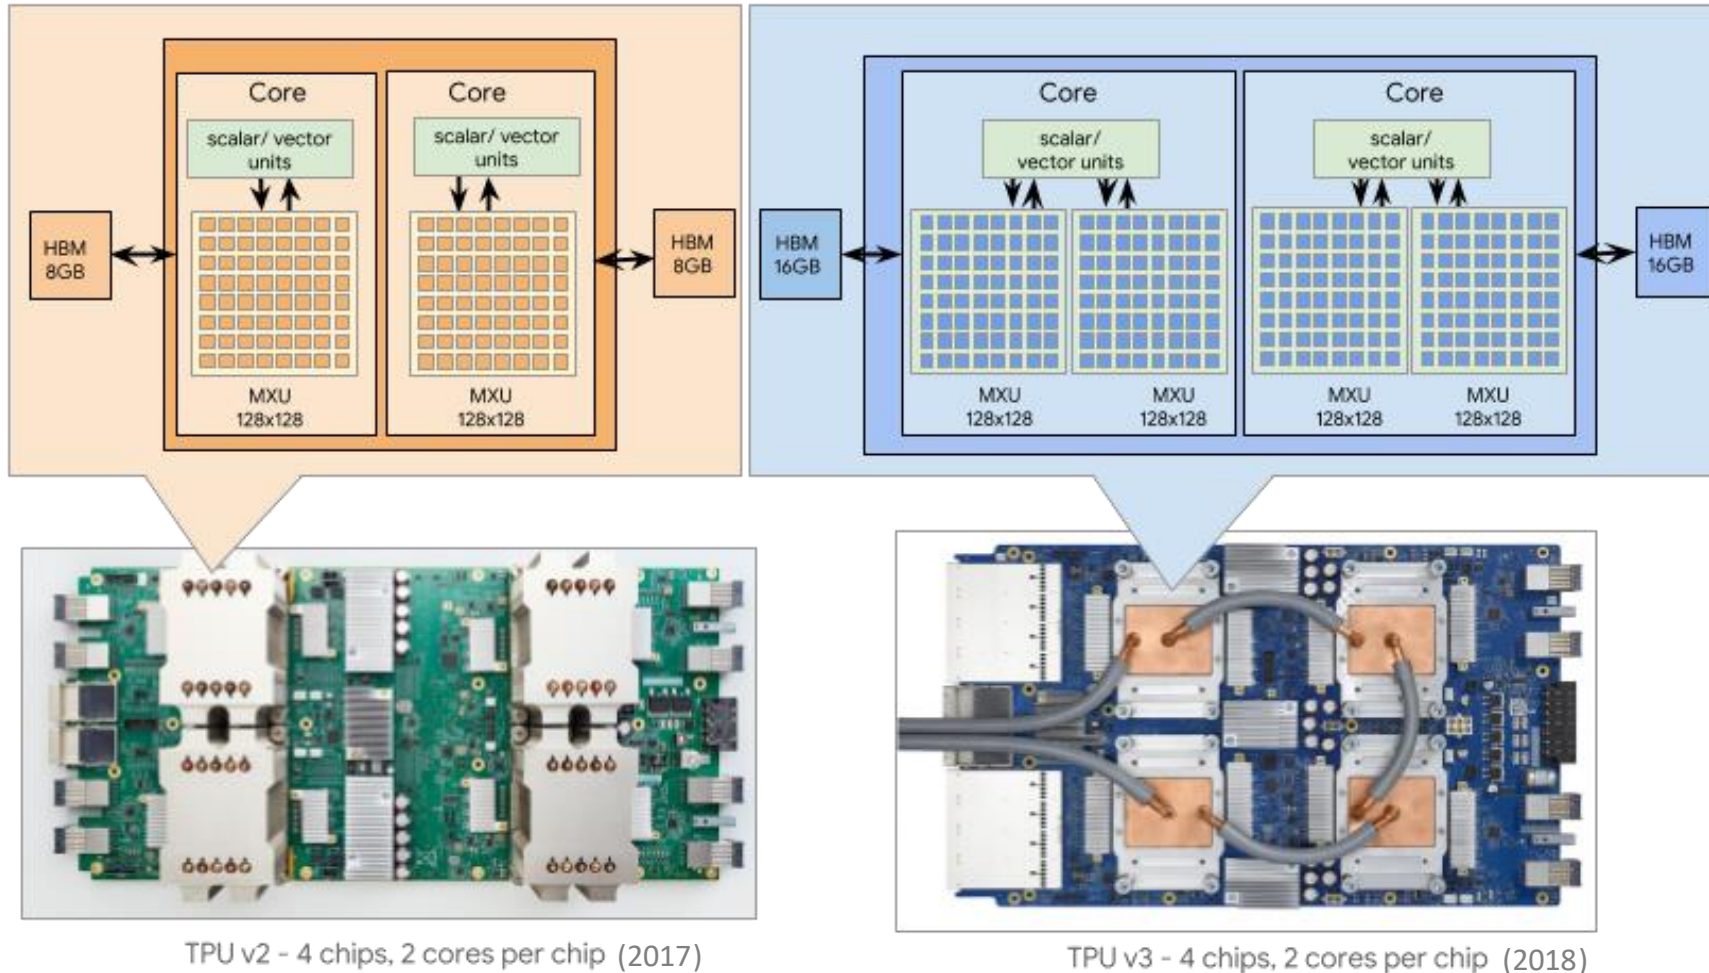 Core
Core
scalar/ vector
units
scalar/ vector
units
HBM
8GB
HBM
8GB
MXU
128x128
MXU
128x128
Core
Core
scalar/
vector units
scalar/
vector units
HBM
16GB
HBM
16GB
MXU
128x128
MXU
128x128
MXU
128x128
MXU
128x128
TPU v2 - 4 chips, 2 cores per chip (2017)
TPU v3 - 4 chips, 2 cores per chip (2018)